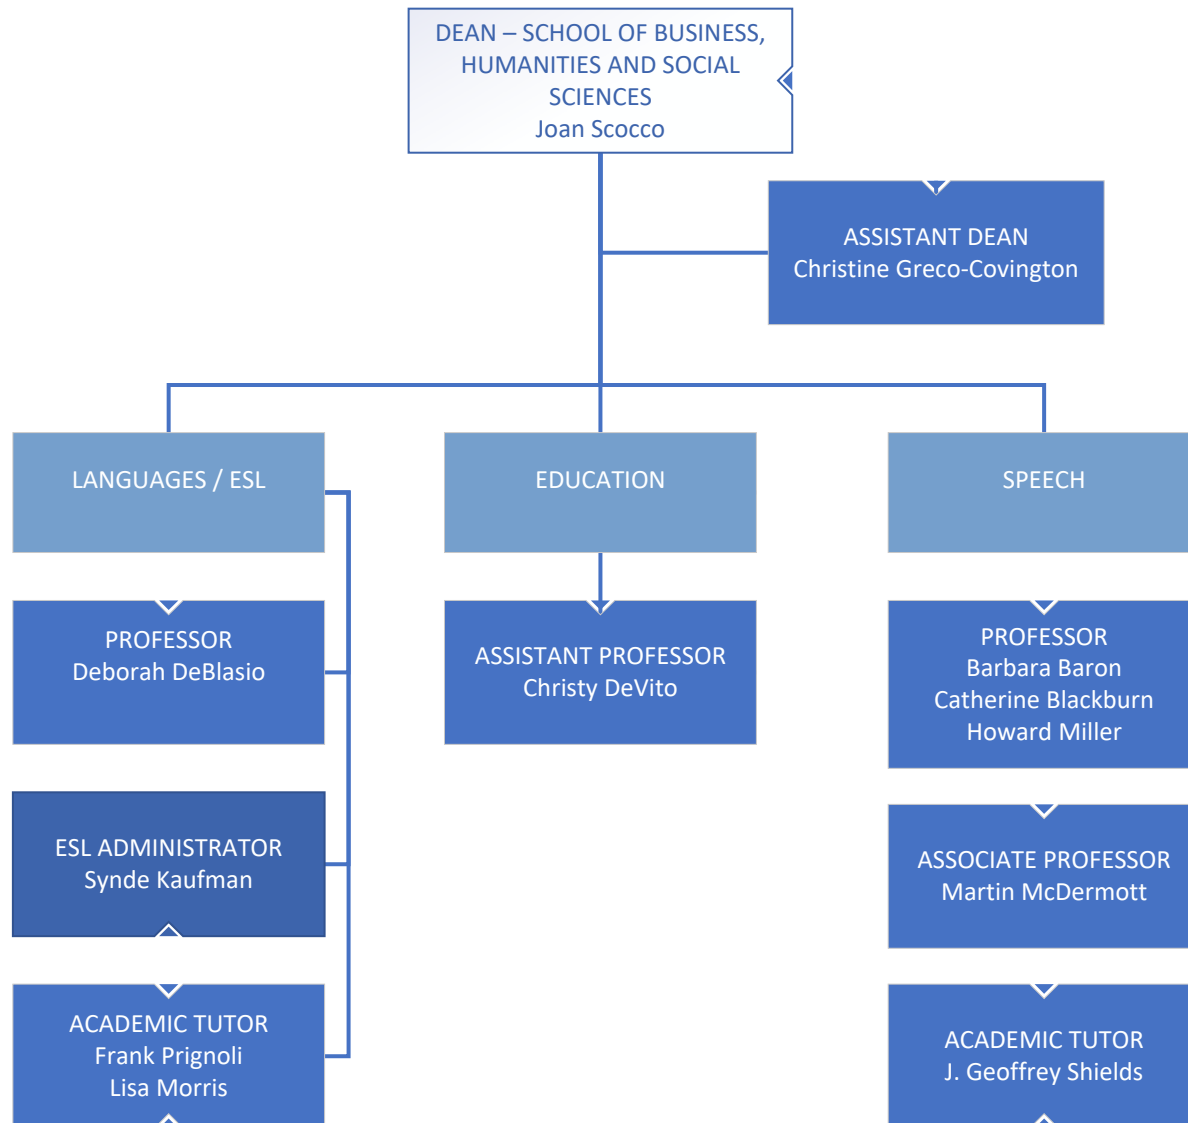 DEAN – SCHOOL OF BUSINESS,
HUMANITIES AND SOCIAL
SCIENCES
Joan Scocco
ASSISTANT DEAN
Christine Greco-Covington
LANGUAGES / ESL
EDUCATION
SPEECH
PROFESSOR
Deborah DeBlasio
ASSISTANT PROFESSOR
Christy DeVito
PROFESSOR
Barbara Baron
Catherine Blackburn
Howard Miller
ESL ADMINISTRATOR
Synde Kaufman
ASSOCIATE PROFESSOR
Martin McDermott
ACADEMIC TUTOR
Frank Prignoli
Lisa Morris
ACADEMIC TUTOR
J. Geoffrey Shields